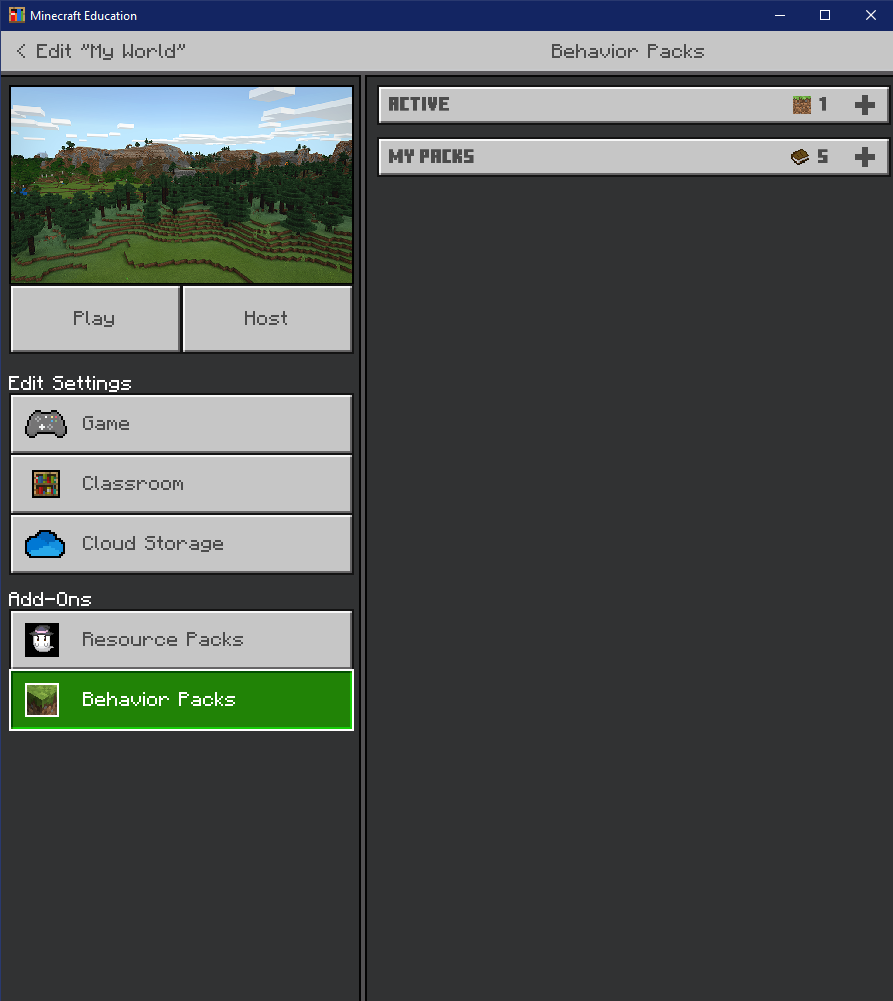 Minecraft Education
Edit "My World"
Behavior Packs
ACTIVE 1
MY PACKS 5
Play
Host
Edit Settings
Game
Classroom
Cloud Storage
Add-Ons
Resource Packs
Behavior Packs